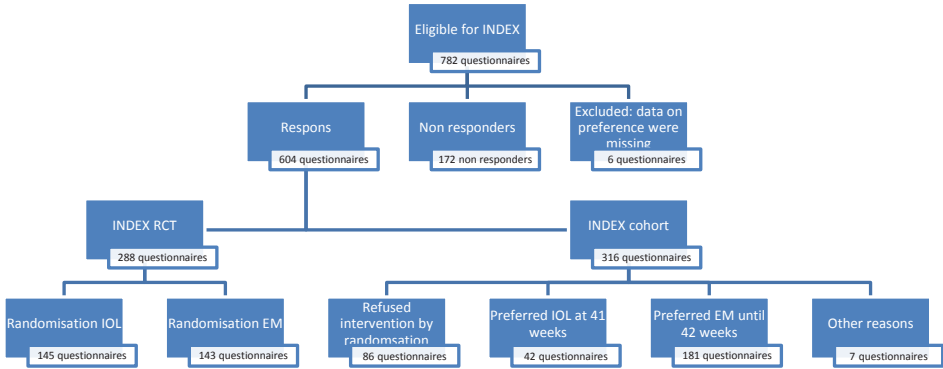 Eligible for INDEX
782 questionnaires
Respons
604 questionnaires
Non responders
172 non responders
Excluded: data on
preference were
missing
6 questionnaires
INDEX RCT
288 questionnaires
INDEX cohort
316 questionnaires
Randomisation IOL
145 questionnaires
Randomisation EM
143 questionnaires
Refused
intervention by
randomsation
86 questionnaires
Preferred IOL at 41
weeks
42 questionnaires
Preferred EM until
42 weeks
181 questionnaires
Other reasons
7 questionnaires